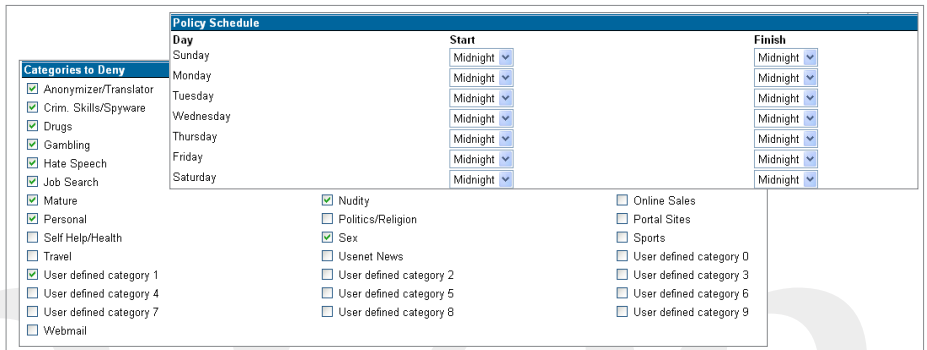 Policy Schedule
Day Start Finish
Sunday Midnight Midnight
Monday Midnight Midnight
Tuesday Midnight Midnight
Wednesday Midnight Midnight
Thursday Midnight Midnight
Friday Midnight Midnight
Saturday Midnight Midnight
Categories to Deny
Anonymizer/Translator
Crim. Skills/Spyware
Drugs
Gambling
Hate Speech
Job Search
Mature Nudity Online Sales
Personal Politics/Religion Portal Sites
Self Help/Health Sex Sports
Travel Usenet News User defined category 0
User defined category 1 User defined category 2 User defined category 3
User defined category 4 User defined category 5 User defined category 6
User defined category 7 User defined category 8 User defined category 9
Webmail